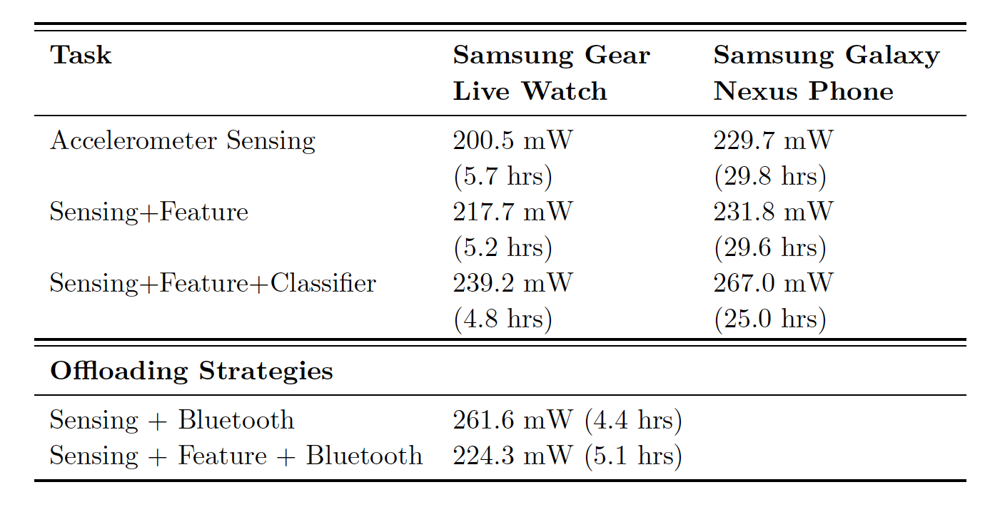 Task Samsung Gear Samsung Galaxy
Live Watch Nexus Phone
Accelerometer Sensing 200.5 mW 229.7 mW
(5.7 hrs) (29.8 hrs)
Sensing+Feature 217.7 mW 231.8 mW
(5.2 hrs) (29.6 hrs)
Sensing+Feature+Classifier 239.2 mW 267.0 mW
(4.8 hrs) (25.0 hrs)
Offloading Strategies
Sensing + Bluetooth 261.6 mW (4.4 hrs)
Sensing + Feature + Bluetooth 224.3 mW (5.1 hrs)